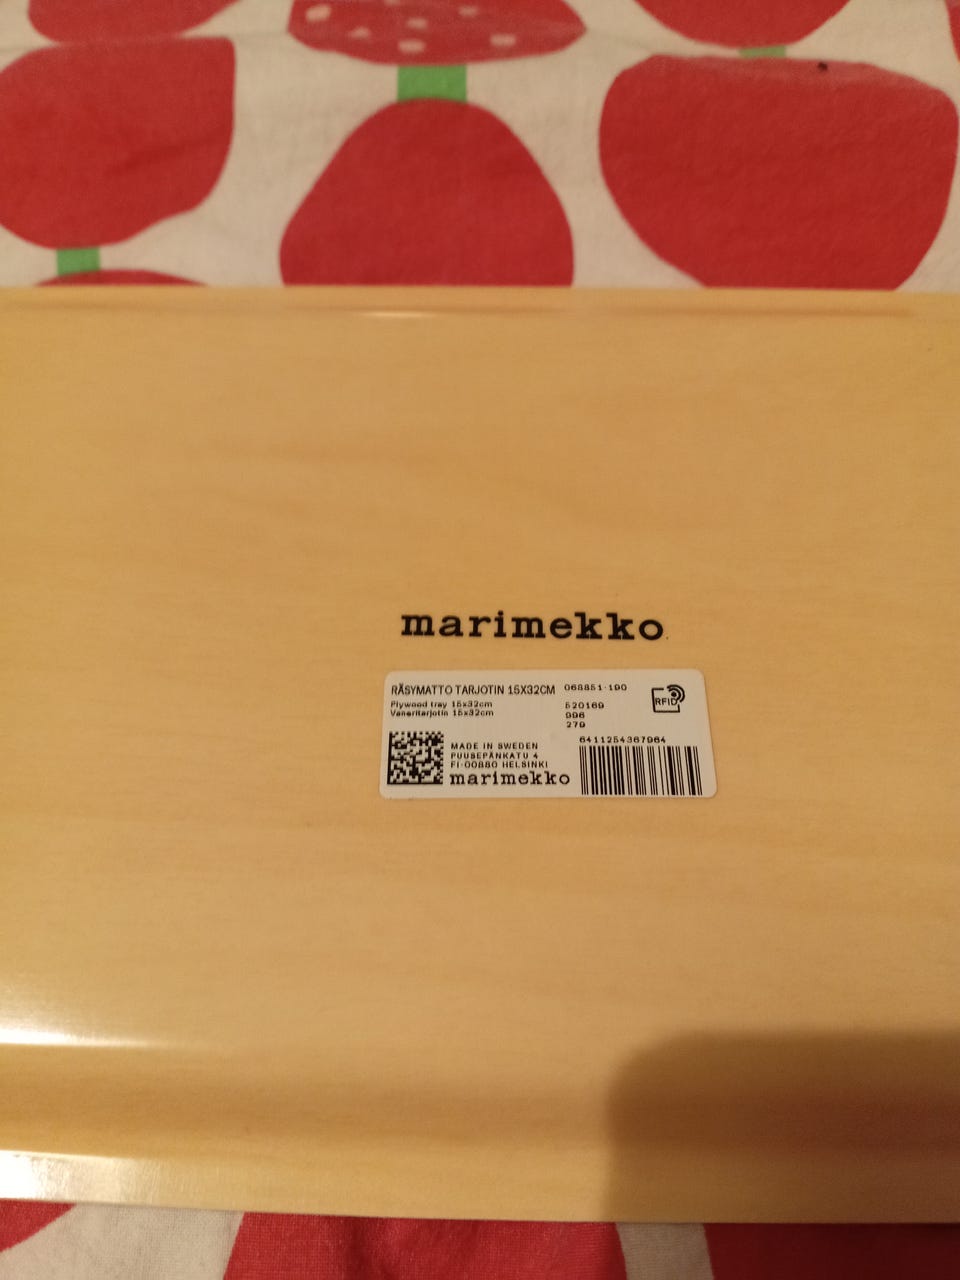 marimekko
RÄSYMATTO TARJOTIN 15X32CM 068851-190
Plywood tray 15x32cm 520169
Vaneritarjotin 15x32cm 996
279
RFID
6411254367964
MADE IN SWEDEN
PUUSEPÄNKATU 4
FI-00880 HELSINKI
marimekko